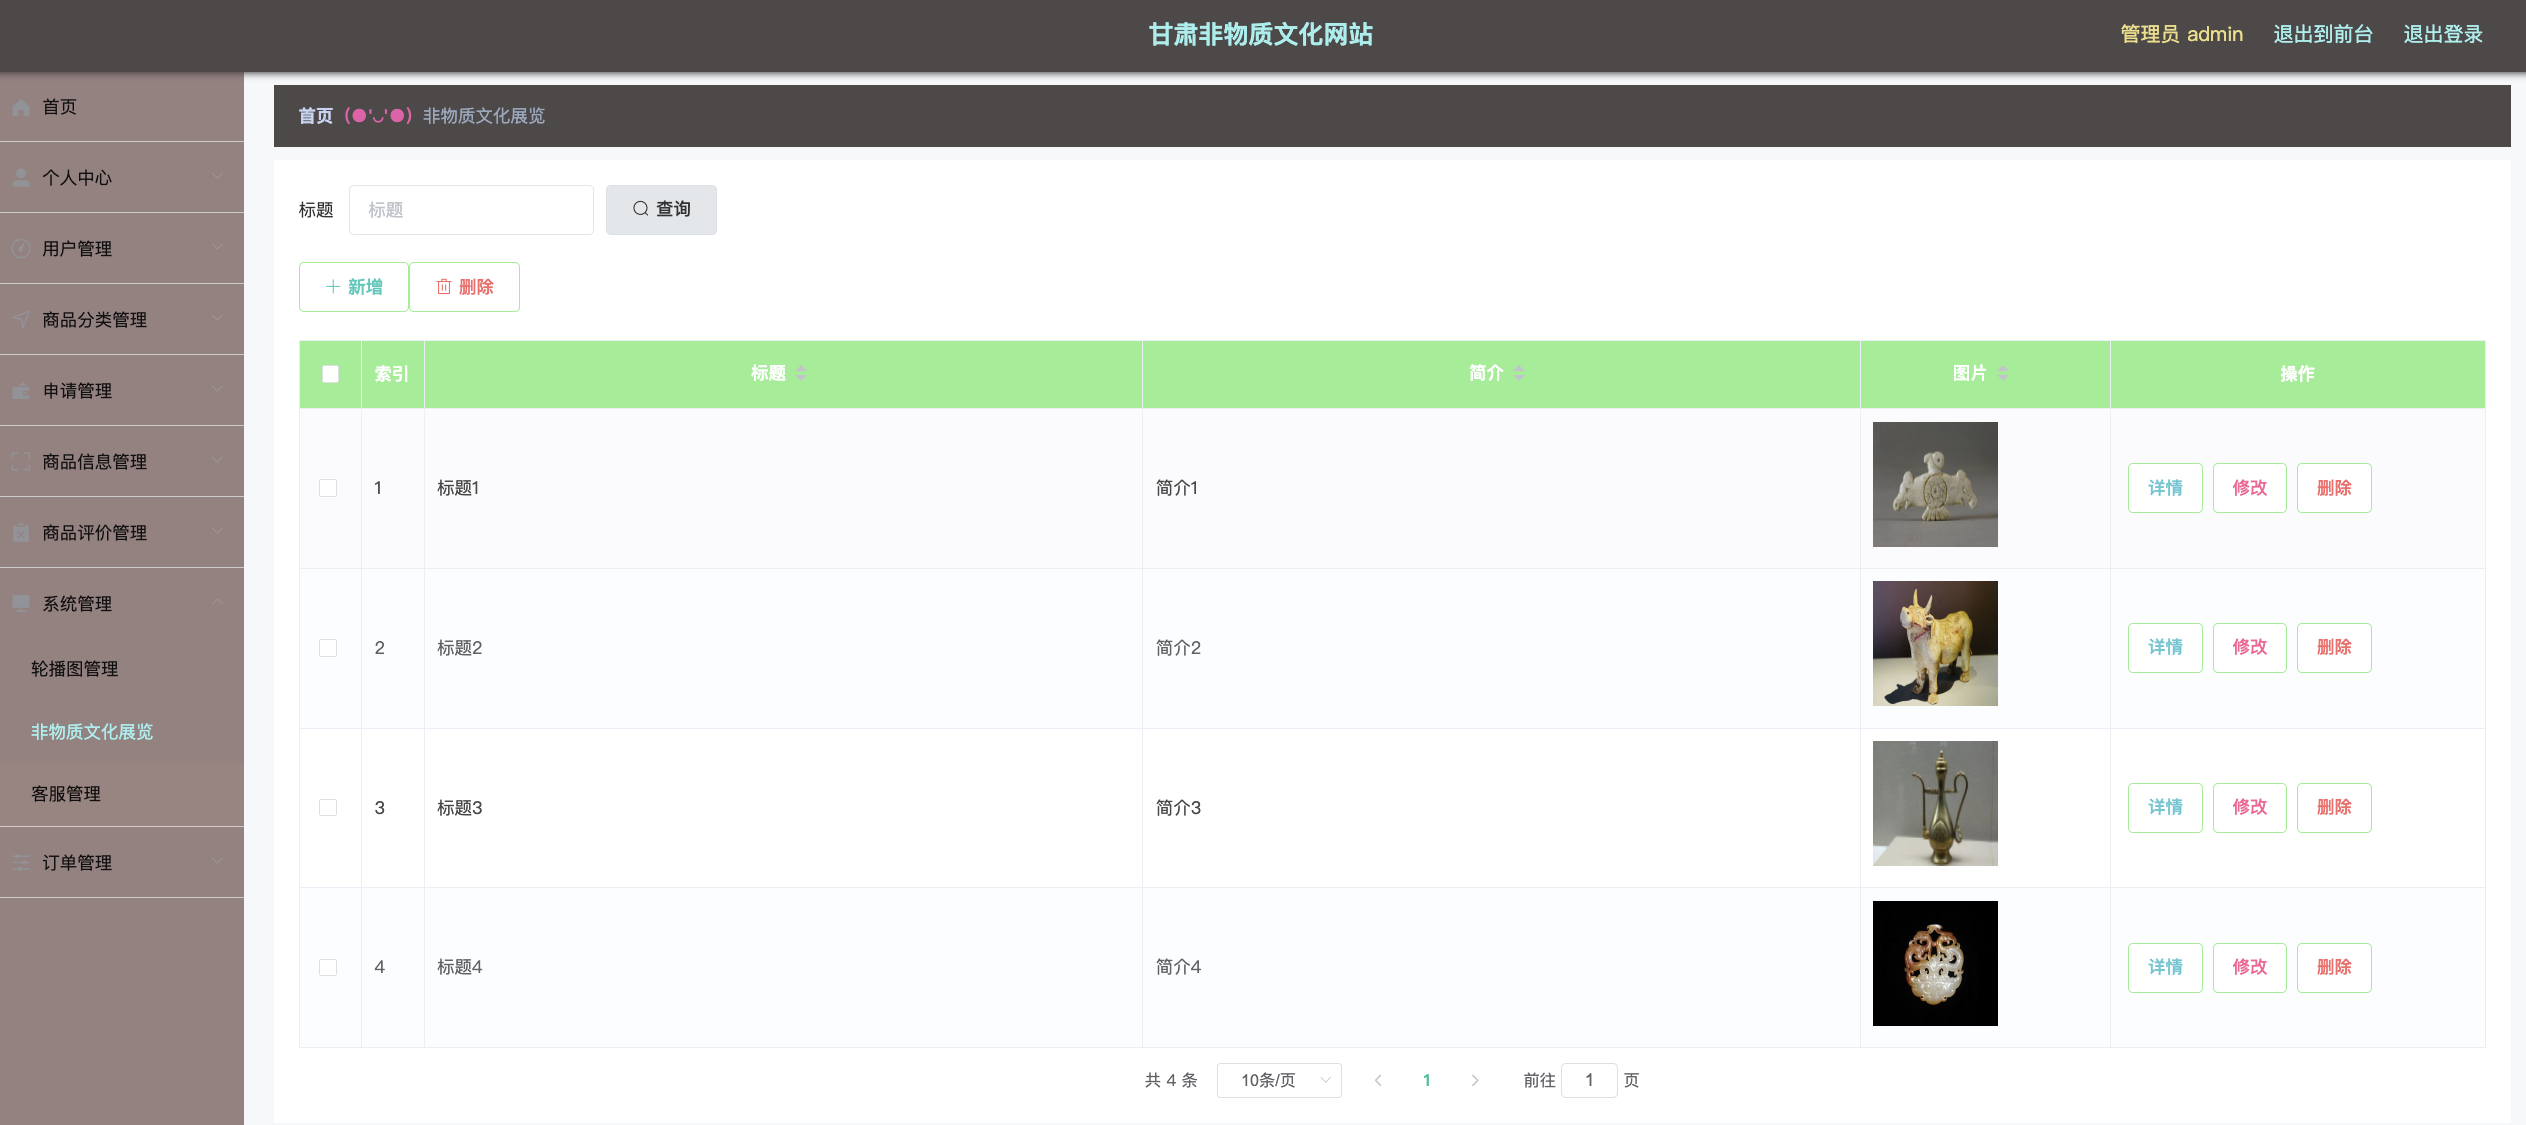 甘肃非物质文化网站
管理员 admin 退出到前台 退出登录
首页
个人中心
用户管理
商品分类管理
申请管理
商品信息管理
商品评价管理
系统管理
轮播图管理
非物质文化展览
客服管理
订单管理
首页 (●'◡'●) 非物质文化展览
标题 标题 查询
新增 删除
索引 标题 简介 图片 操作
1 标题1 简介1 详情 修改 删除
2 标题2 简介2 详情 修改 删除
3 标题3 简介3 详情 修改 删除
4 标题4 简介4 详情 修改 删除
共 4 条 10条/页 1 前往 1 页